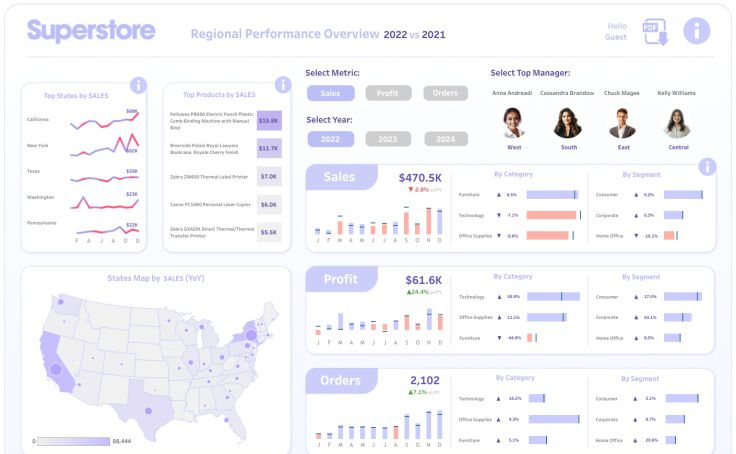 Superstore
Regional Performance Overview 2022 vs 2021
Hello
Guest
PDF
i
Select Metric:
Sales
Profit
Orders
Select Year:
2022
2023
2024
Select Top Manager:
Anna Andreadi
Cassandra Brandow
Chuck Magee
Kelly Williams
West
South
East
Central
i
Top States by SALES
California
$88K
New York
$82K
Texas
$35K
Washington
$23K
Pennsylvania
$22K
F A J A O D
i
Top Products by SALES
Fellowes PB500 Electric Punch Plastic
Comb Binding Machine with Manual
Bind
$15.8K
Riverside Palais Royal Lawyers
Bookcase, Royale Cherry Finish
$11.7K
Zebra ZM400 Thermal Label Printer
$7.0K
Canon PC1060 Personal Laser Copier
$6.0K
Zebra GX420t Direct Thermal/Thermal
Transfer Printer
$5.5K
i
Sales
$470.5K
▼-2.8% vs PY
J F M A M J J A S O N D
By Category
Furniture ▲ 8.5%
Technology ▼ -7.1%
Office Supplies ▼ -9.6%
By Segment
Consumer ▲ 0.2%
Corporate ▲ 0.3%
Home Office ▼ -16.1%
States Map by SALES (YoY)
0
88,444
Profit
$61.6K
▲24.4% vs PY
J F M A M J J A S O N D
By Category
Technology ▲ 55.9%
Office Supplies ▲ 11.1%
Furniture ▼ -44.8%
By Segment
Consumer ▲ 17.0%
Corporate ▲
Home Office ▲ 6.5%
Orders
2,102
▲7.1% vs PY
J F M A M J J A S O N D
By Category
Technology ▲ 16.2%
Office Supplies ▲ 4.3%
Furniture ▲ 5.1%
By Segment
Consumer ▲ 2.1%
Corporate ▲ 8.7%
Home Office ▲ 20.8%